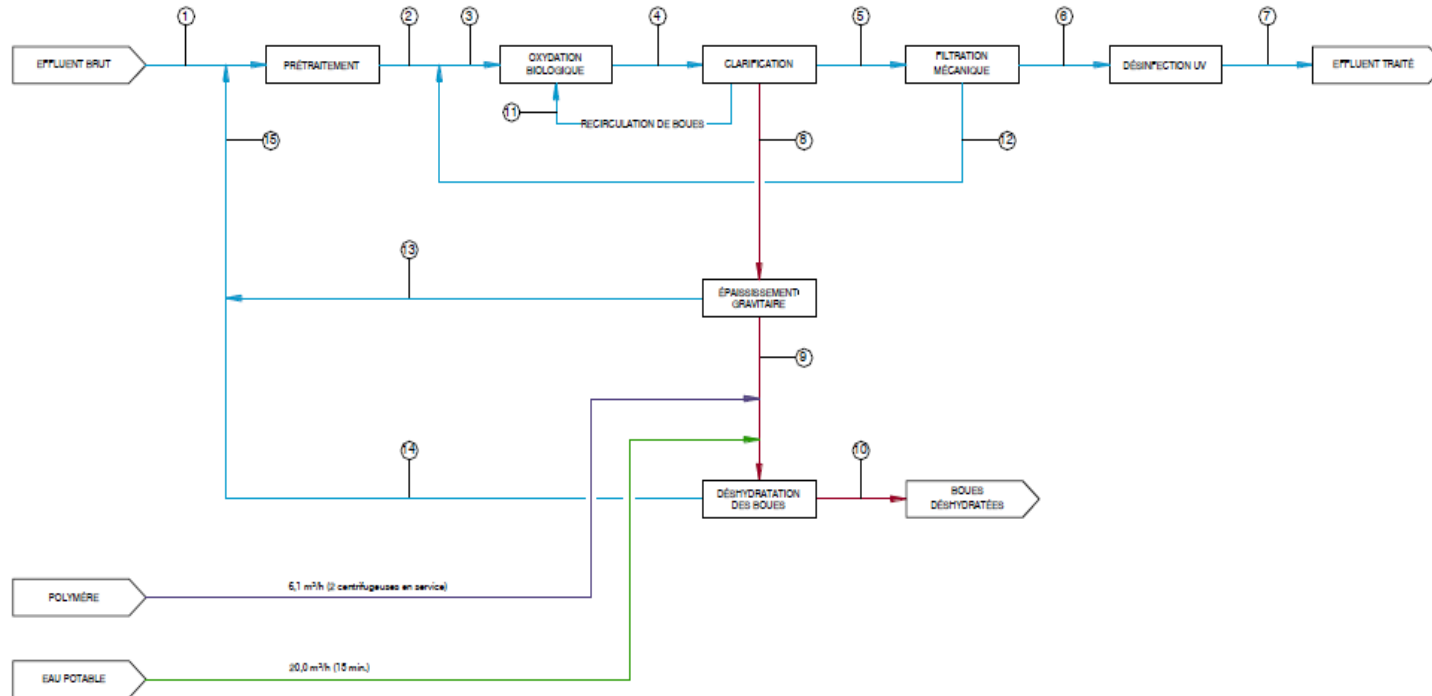 1
2
3
4
5
6
7
EFFLUENT BRUT
PRÉTRAITEMENT
OXYDATION
BIOLOGIQUE
CLARIFICATION
FILTRATION
MÉCANIQUE
DÉSINFECTION UV
EFFLUENT TRAITÉ
11
RECIRCULATION DE BOUES
15
8
12
13
ÉPAISSISSEMENT
GRAVITAIRE
9
14
10
DÉSHYDRATATION
DES BOUES
BOUES
DÉSHYDRATÉES
POLYMÈRE
6,1 m³/h (2 centrifugeuses en service)
EAU POTABLE
20,0 m³/h (15 min.)